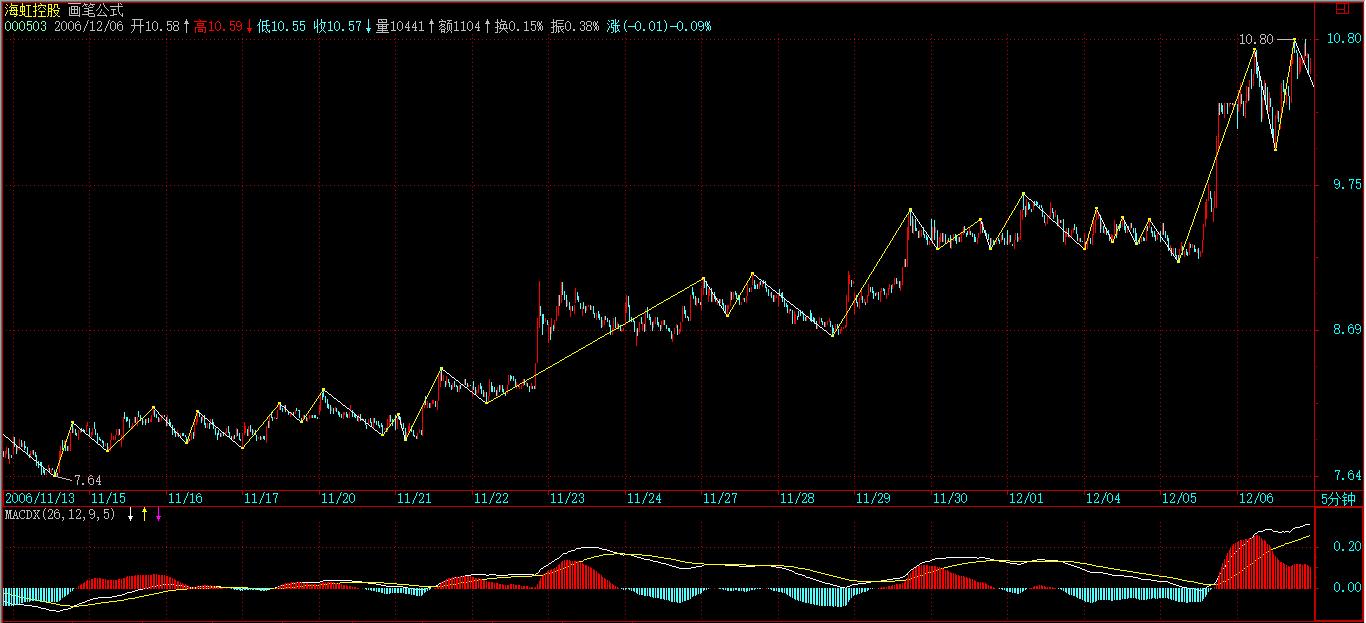 海虹控股 画笔公式
000503 2006/12/06 开10.58↑高10.59↓低10.55 收10.57↓量10441↑额1104↑换0.15% 振0.38% 涨(-0.01)-0.09%
日
10.80
10.80
9.75
8.69
7.64
7.64
2006/11/13 11/15 11/16 11/17 11/20 11/21 11/22 11/23 11/24 11/27 11/28 11/29 11/30 12/01 12/04 12/05 12/06 5分钟
MACDX(26,12,9,5) ↓ ↑ ↓
0.20
0.00